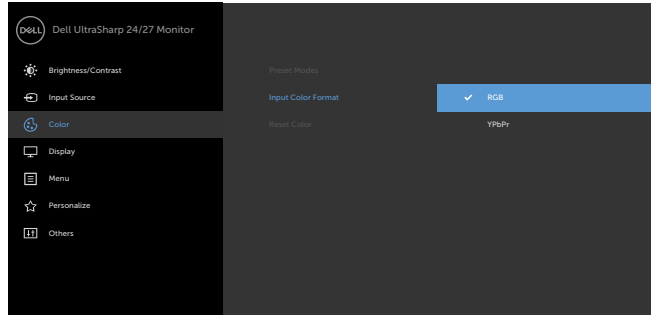 DELL Dell UltraSharp 24/27 Monitor
Brightness/Contrast
Input Source
Color
Display
Menu
Personalize
Others
Preset Modes
Input Color Format
Reset Color
RGB
YPbPr